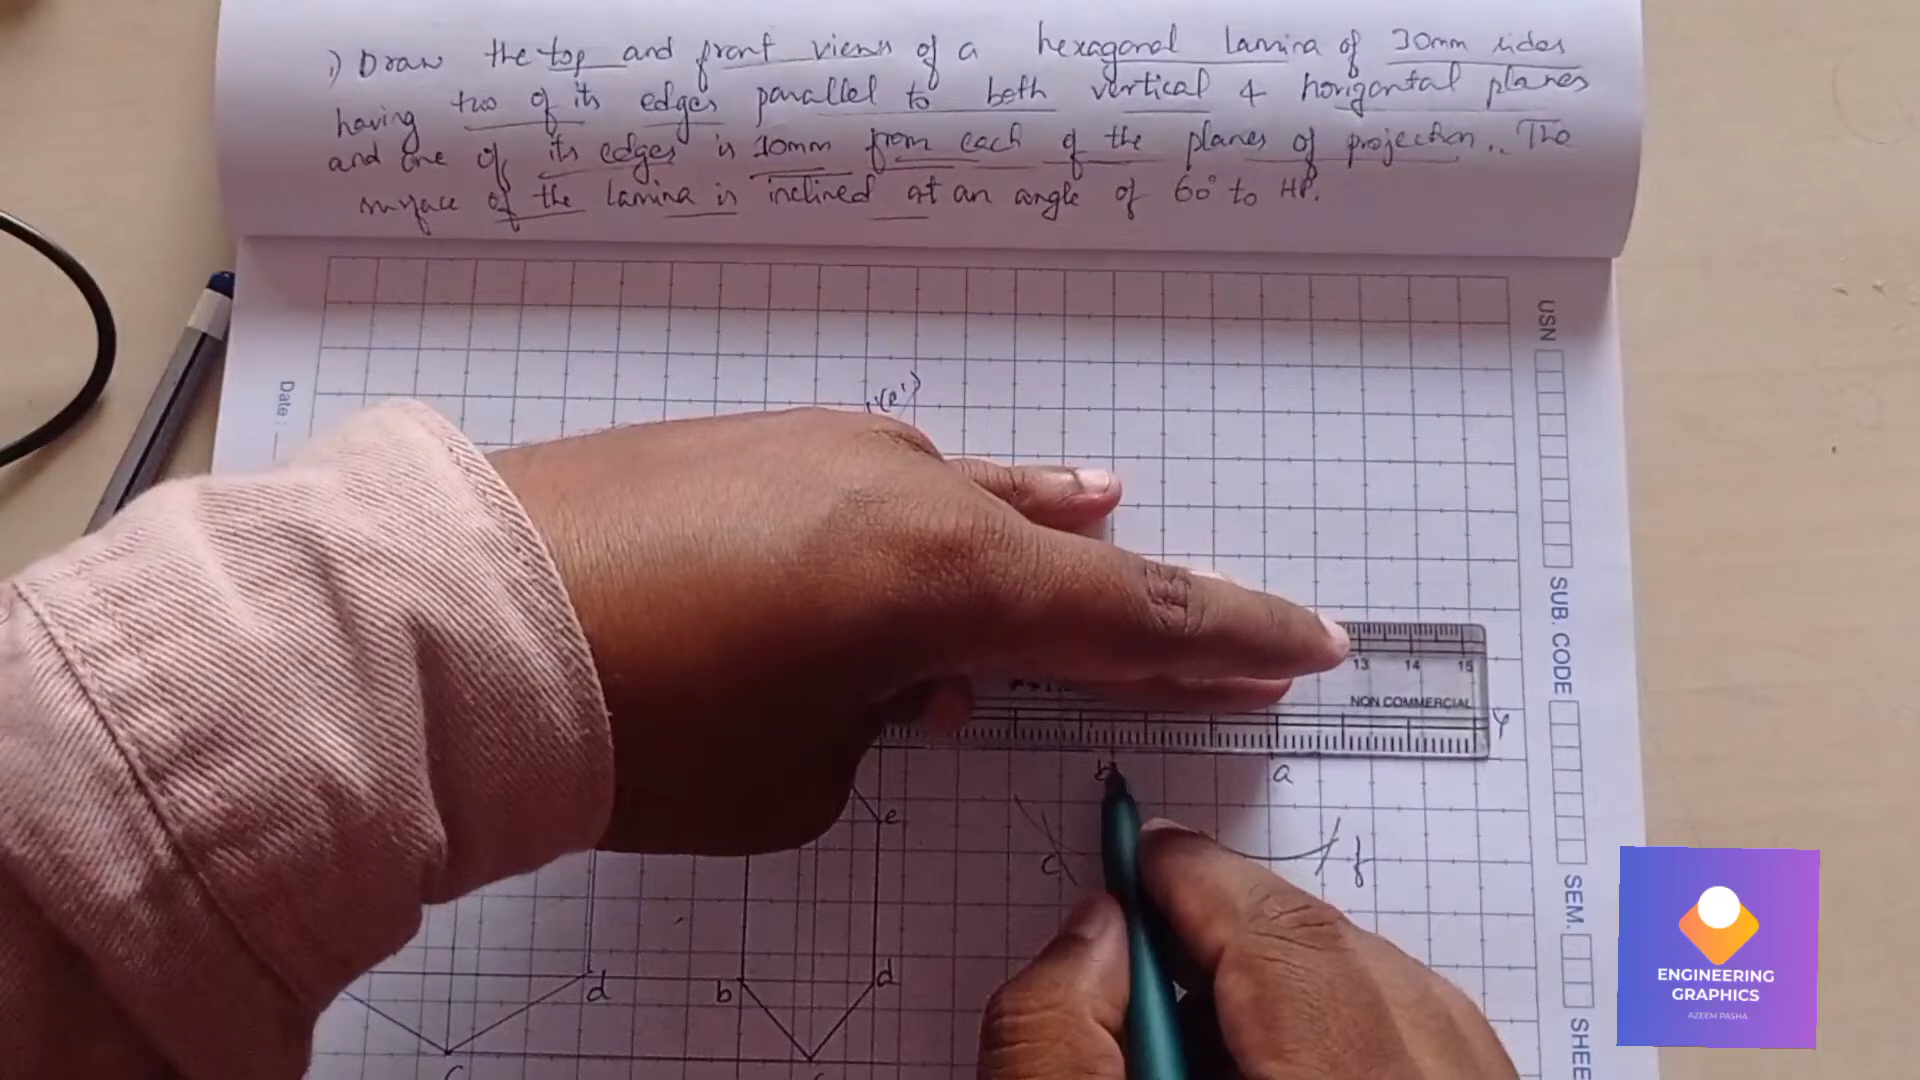 1) Draw the top and front views of a hexagonal lamina of 30mm sides
having two of its edges parallel to both vertical & horizontal planes
and one of its edges is 10mm from each of the planes of projection.. The
surface of the lamina is inclined at an angle of 60° to HP.
USN
Date :
(e')
SUB. CODE
13 14 15
NON COMMERCIAL
Y
b
a
e
c
f
SEM.
d
b
d
ENGINEERING
GRAPHICS
AZEEM PASHA
SHEE
c